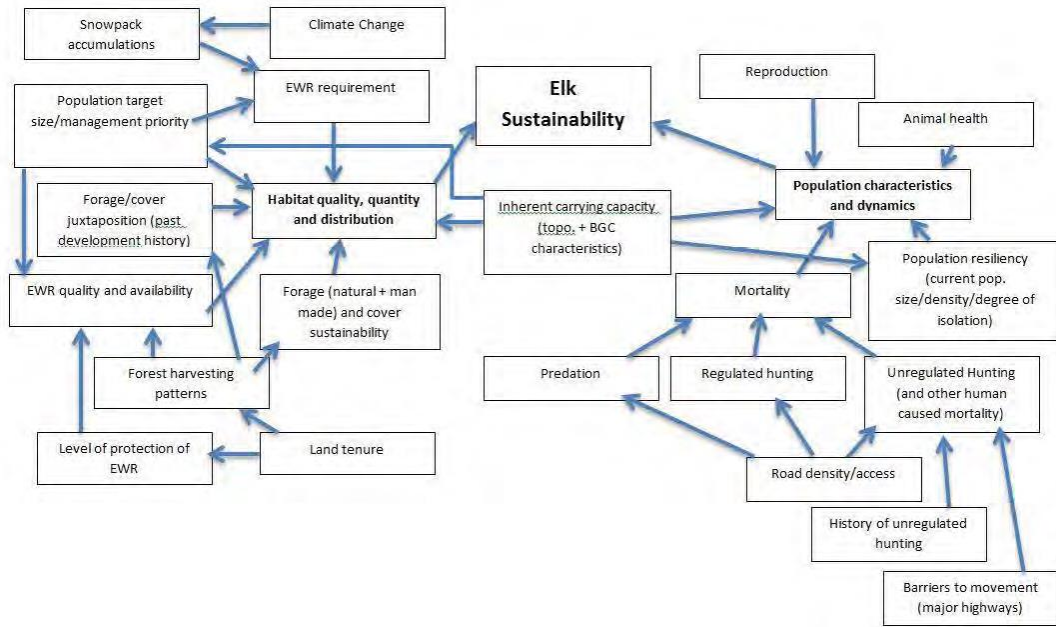 Snowpack
accumulations
Climate Change
EWR requirement
Population target
size/management priority
Elk
Sustainability
Reproduction
Animal health
Forage/cover
juxtaposition (past
development history)
Habitat quality, quantity
and distribution
Inherent carrying capacity
(topo. + BGC
characteristics)
Population characteristics
and dynamics
EWR quality and availability
Forage (natural + man
made) and cover
sustainability
Mortality
Population resiliency
(current pop.
size/density/degree of
isolation)
Forest harvesting
patterns
Predation
Regulated hunting
Unregulated Hunting
(and other human
caused mortality)
Level of protection of
EWR
Land tenure
Road density/access
History of unregulated
hunting
Barriers to movement
(major highways)